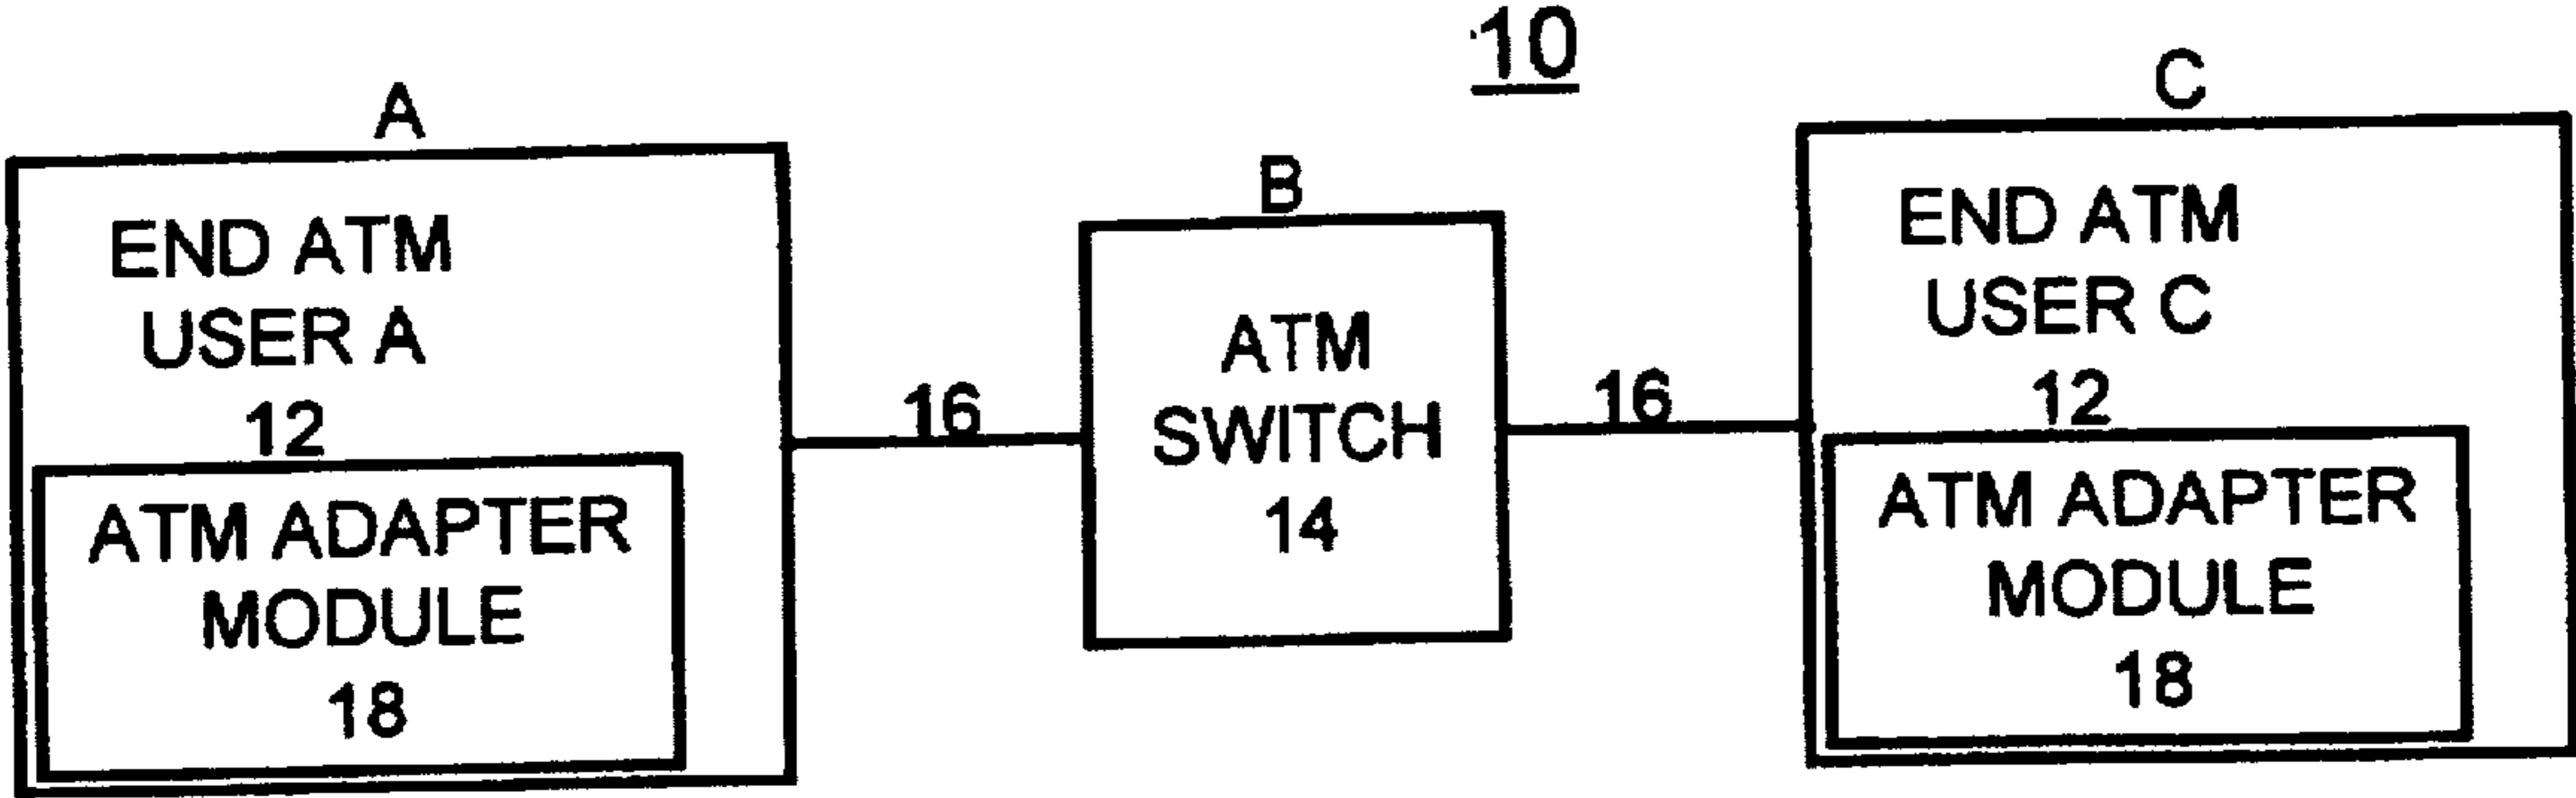 10
A
END ATM
USER A
12
ATM ADAPTER
MODULE
18
16
B
ATM
SWITCH
14
16
C
END ATM
USER C
12
ATM ADAPTER
MODULE
18